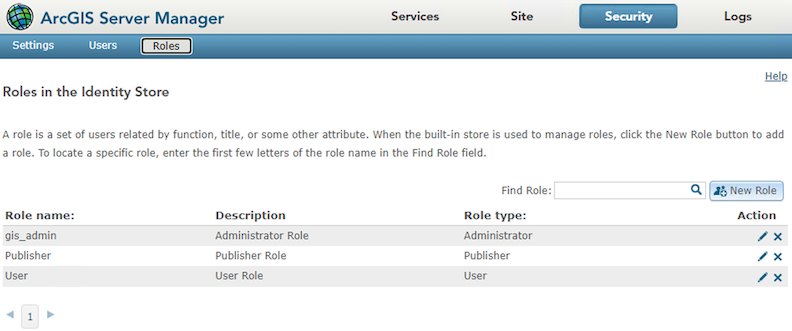 ArcGIS Server Manager Services Site Security Logs
Settings Users Roles
Help
Roles in the Identity Store
A role is a set of users related by function, title, or some other attribute. When the built-in store is used to manage roles, click the New Role button to add
a role. To locate a specific role, enter the first few letters of the role name in the Find Role field.
Find Role: New Role
Role name: Description Role type: Action
gis_admin Administrator Role Administrator
Publisher Publisher Role Publisher
User User Role User
1